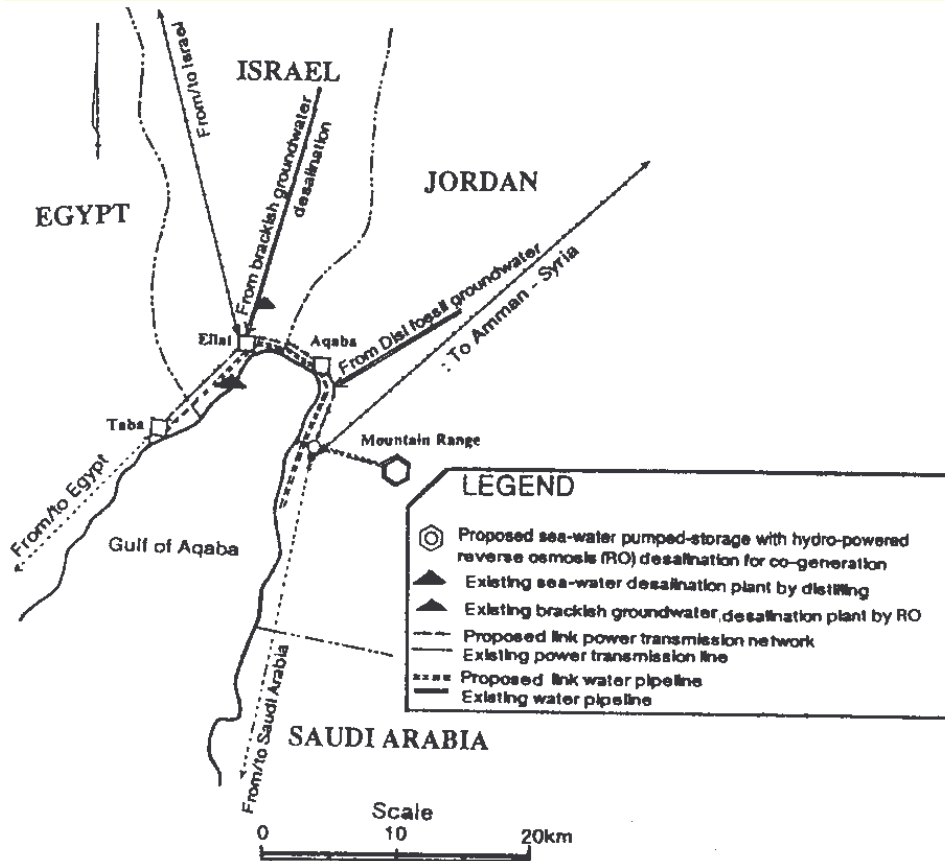 From/to Israel
ISRAEL
From brackish groundwater
desalination
JORDAN
EGYPT
From Disi fossil groundwater
: To Amman - Syria
Eilat
Aqaba
Taba
Mountain Range
From/to Egypt
Gulf of Aqaba
LEGEND
Proposed sea-water pumped-storage with hydro-powered
reverse osmosis (RO) desalination for co-generation
Existing sea-water desalination plant by distilling
Existing brackish groundwater, desalination plant by RO
Proposed link power transmission network
Existing power transmission line
Proposed link water pipeline
Existing water pipeline
From/to Saudi Arabia
SAUDI ARABIA
Scale
0 10 20km